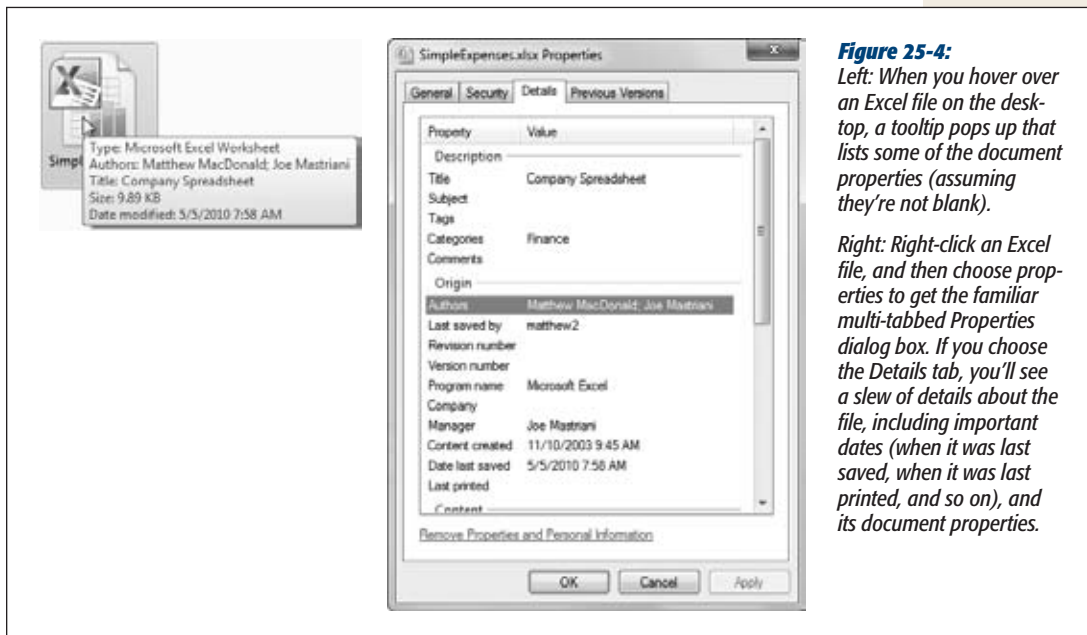 Simpl
Type: Microsoft Excel Worksheet
Authors: Matthew MacDonald; Joe Mastriani
Title: Company Spreadsheet
Size: 9.89 KB
Date modified: 5/5/2010 7:58 AM
SimpleExpenses.xlsx Properties
General Security Details Previous Versions
Property Value
Description
Title Company Spreadsheet
Subject
Tags
Categories Finance
Comments
Origin
Authors Matthew MacDonald; Joe Mastriani
Last saved by matthew2
Revision number
Version number
Program name Microsoft Excel
Company
Manager Joe Mastriani
Content created 11/10/2003 9:45 AM
Date last saved 5/5/2010 7:58 AM
Last printed
Content
Remove Properties and Personal Information
OK Cancel Apply
Figure 25-4:
Left: When you hover over
an Excel file on the desk-
top, a tooltip pops up that
lists some of the document
properties (assuming
they're not blank).
Right: Right-click an Excel
file, and then choose prop-
erties to get the familiar
multi-tabbed Properties
dialog box. If you choose
the Details tab, you'll see
a slew of details about the
file, including important
dates (when it was last
saved, when it was last
printed, and so on), and
its document properties.